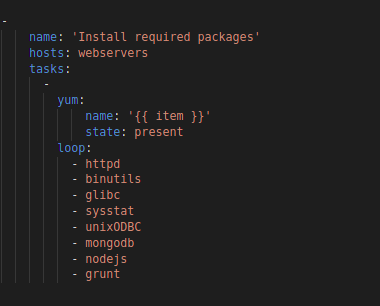 -
name: 'Install required packages'
hosts: webservers
tasks:
-
yum:
name: '{{ item }}'
state: present
loop:
- httpd
- binutils
- glibc
- sysstat
- unixODBC
- mongodb
- nodejs
- grunt